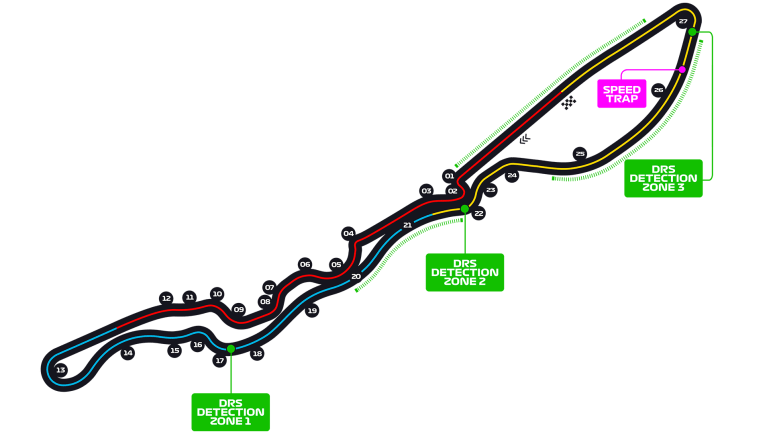 27
SPEED
TRAP
26
25
24
DRS
DETECTION
ZONE 3
01
02
03
23
22
21
04
DRS
DETECTION
ZONE 2
05
06
20
07
08
19
09
10
11
12
13
14
15
16
17
18
DRS
DETECTION
ZONE 1